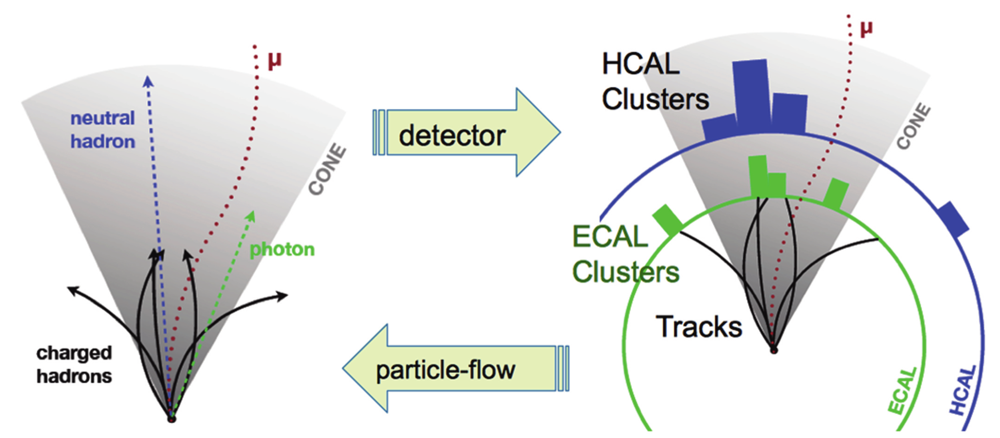 μ
neutral
hadron
CONE
photon
charged
hadrons
detector
particle-flow
μ
HCAL
Clusters
CONE
ECAL
Clusters
Tracks
ECAL
HCAL